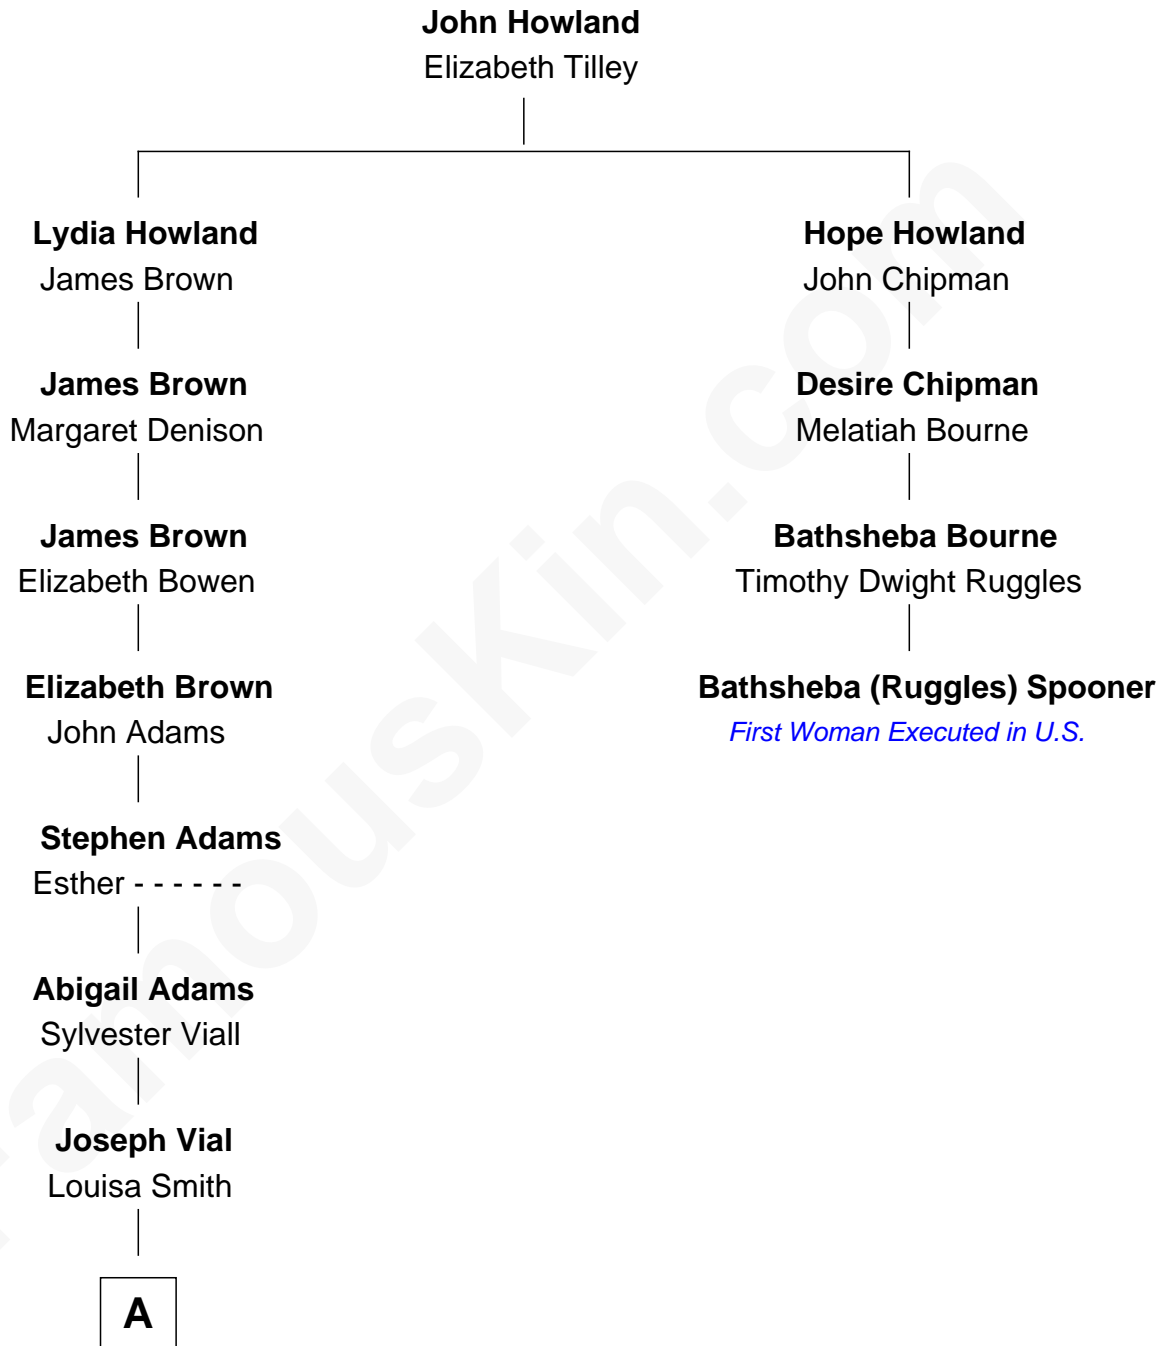 John Howland
Elizabeth Tilley
Lydia Howland
James Brown
Hope Howland
John Chipman
James Brown
Margaret Denison
Desire Chipman
Melatiah Bourne
James Brown
Elizabeth Bowen
Bathsheba Bourne
Timothy Dwight Ruggles
Elizabeth Brown
John Adams
Bathsheba (Ruggles) Spooner
First Woman Executed in U.S.
Stephen Adams
Esther - - - - - -
Abigail Adams
Sylvester Viall
Joseph Vial
Louisa Smith
A
FamousKin.com